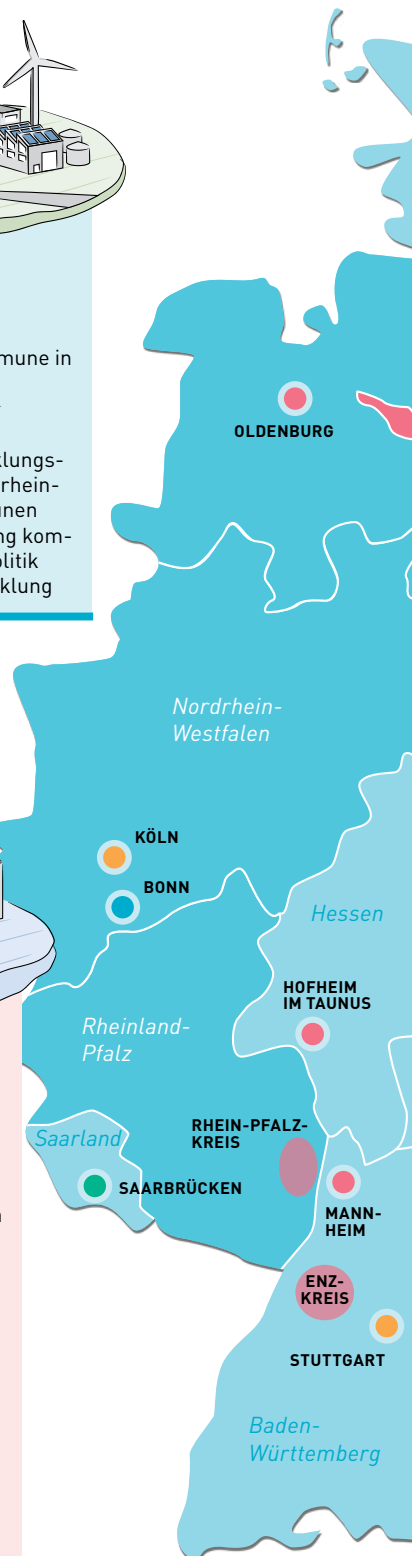 mune in
klungs-
rhein-
unen
ng kom-
olitik
cklung
OLDENBURG
Nordrhein-
Westfalen
KÖLN
BONN
Hessen
HOFHEIM
IM TAUNUS
Rheinland-
Pfalz
RHEIN-PFALZ-
KREIS
Saarland
SAARBRÜCKEN
MANN-
HEIM
ENZ-
KREIS
STUTTGART
Baden-
Württemberg